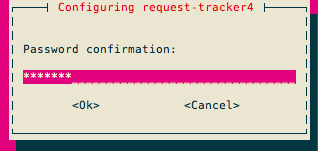 Configuring request-tracker4
Password confirmation:
*******
<Ok> <Cancel>